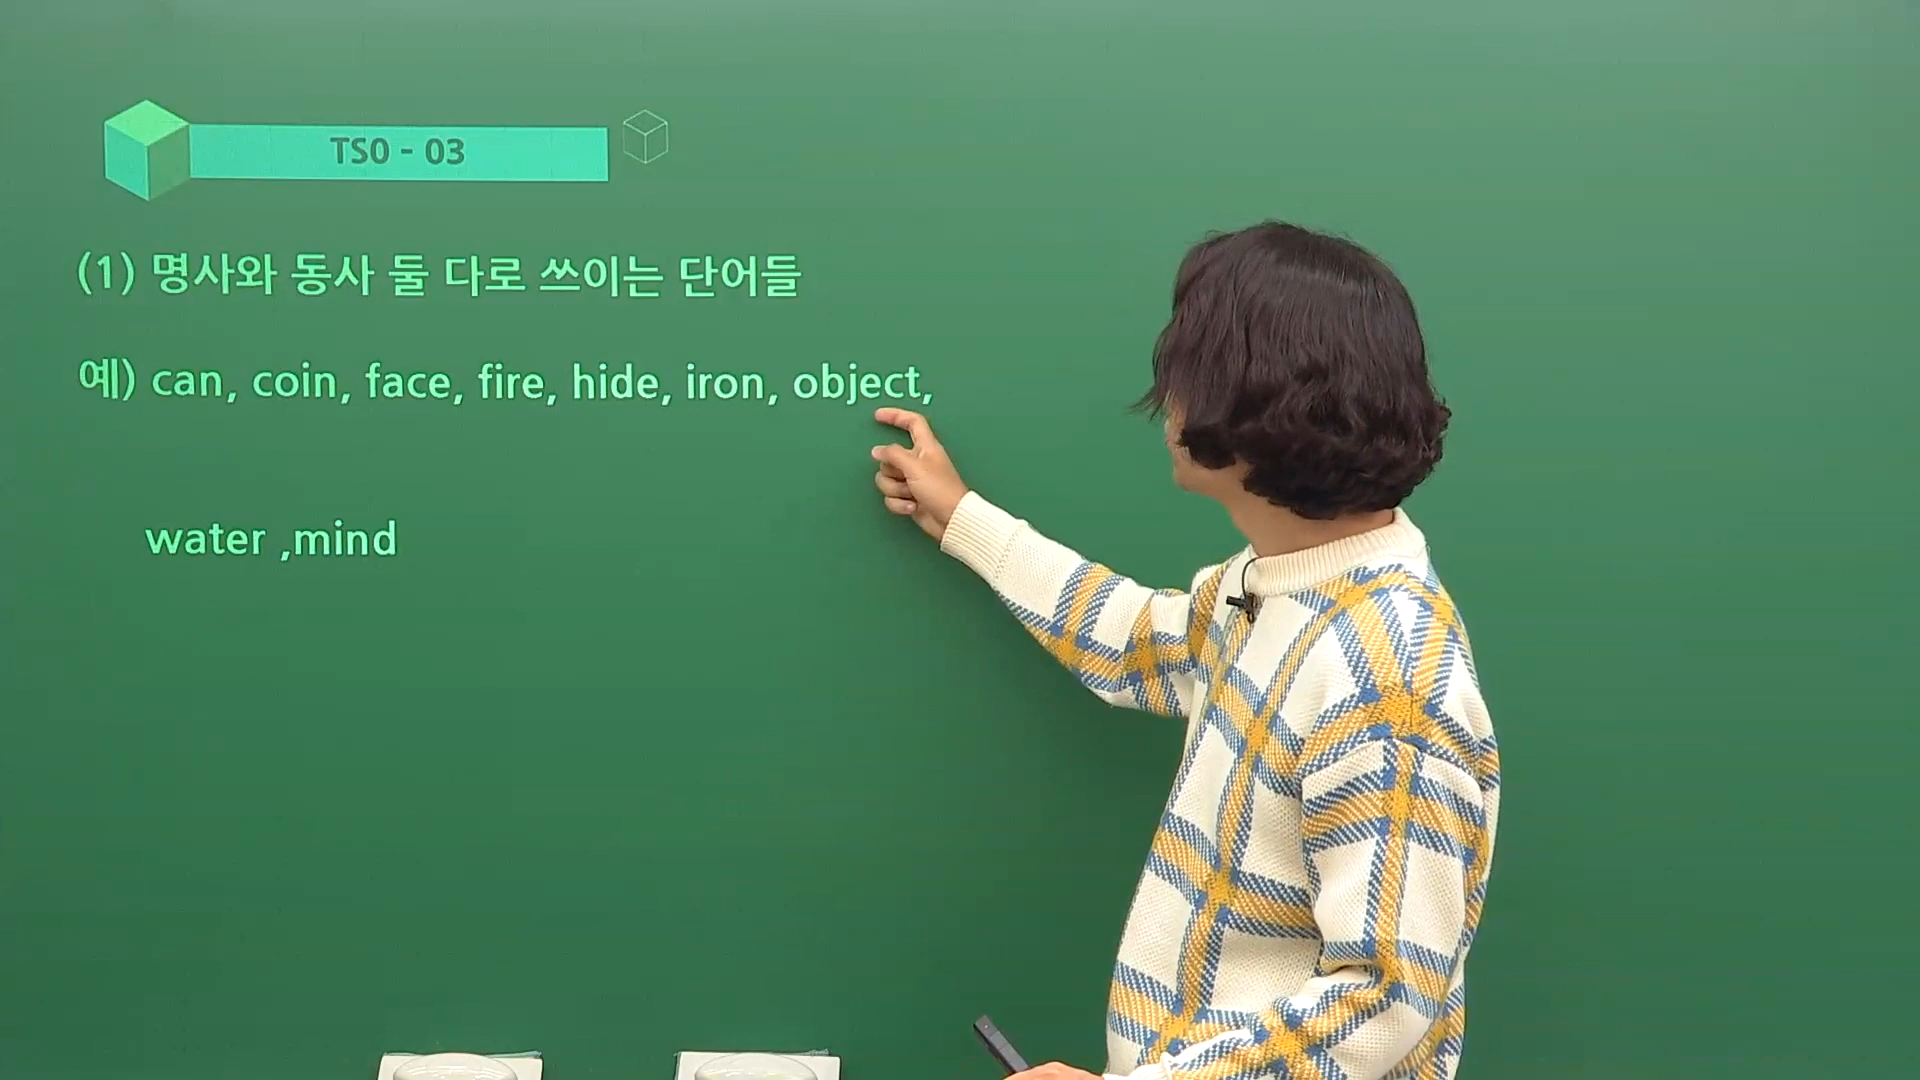 TS0 - 03
(1) 명사와 동사 둘 다로 쓰이는 단어들
예) can, coin, face, fire, hide, iron, object,
water ,mind